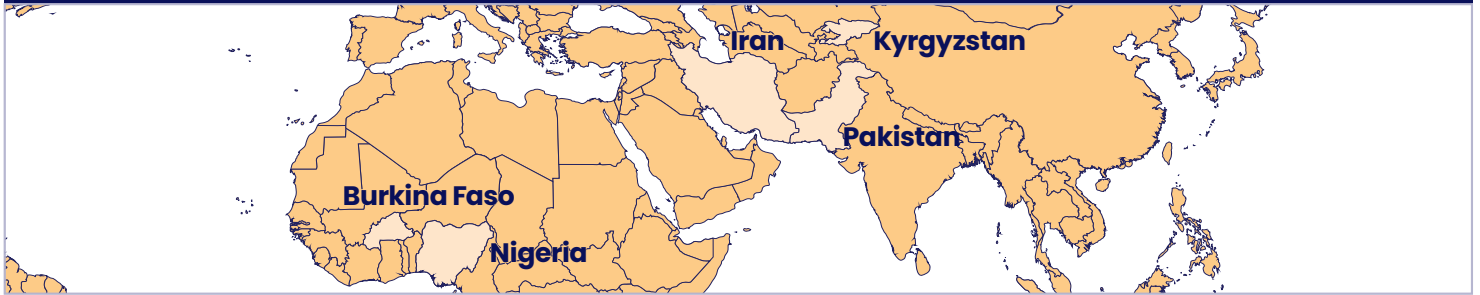 Iran
Kyrgyzstan
Pakistan
Burkina Faso
Nigeria